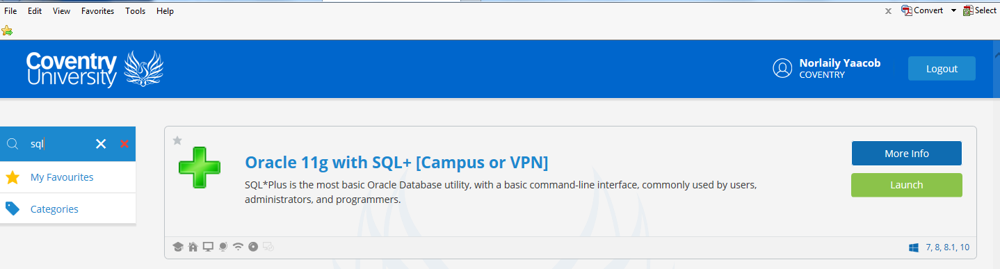 File Edit View Favorites Tools Help
x Convert Select
Coventry
University
Norlaily Yaacob
COVENTRY
Logout
sql
My Favourites
Categories
Oracle 11g with SQL+ [Campus or VPN]
SQL*Plus is the most basic Oracle Database utility, with a basic command-line interface, commonly used by users,
administrators, and programmers.
More Info
Launch
7, 8, 8.1, 10